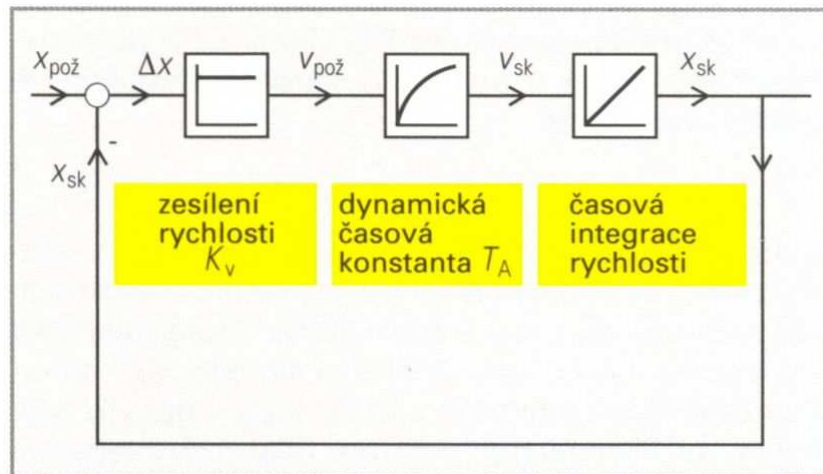 x_pož
Δx
v_pož
v_sk
x_sk
-
x_sk
zesílení
rychlosti
K_v
dynamická
časová
konstanta T_A
časová
integrace
rychlosti